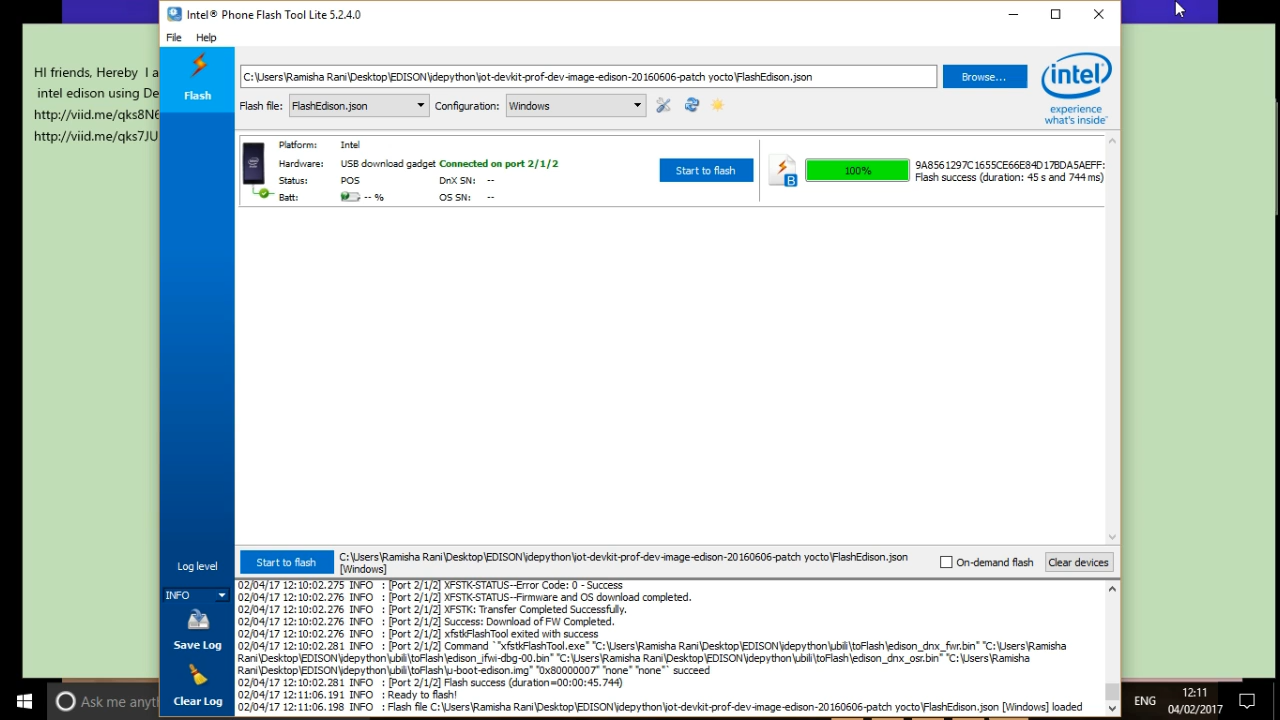 Intel® Phone Flash Tool Lite 5.2.4.0
File Help
HI friends, Hereby I a
intel edison using De
http://viid.me/qks8N6
http://viid.me/qks7JU
Flash
C:\Users\Ramisha Rani\Desktop\EDISON\idepython\iot-devkit-prof-dev-image-edison-20160606-patch yocto\FlashEdison.json
Browse...
Flash file: FlashEdison.json Configuration: Windows
intel
experience
what's inside™
Platform: Intel
Hardware: USB download gadget Connected on port 2/1/2
Status: POS DnX SN: --
Batt: -- % OS SN: --
Start to flash
B
100%
9A8561297C1655CE66E84D17BDA5AEFF:
Flash success (duration: 45 s and 744 ms)
Start to flash
C:\Users\Ramisha Rani\Desktop\EDISON\idepython\iot-devkit-prof-dev-image-edison-20160606-patch yocto\FlashEdison.json
[Windows]
On-demand flash
Clear devices
Log level
INFO
Save Log
Clear Log
02/04/17 12:10:02.275 INFO : [Port 2/1/2] XFSTK-STATUS--Error Code: 0 - Success
02/04/17 12:10:02.276 INFO : [Port 2/1/2] XFSTK-STATUS--Firmware and OS download completed.
02/04/17 12:10:02.276 INFO : [Port 2/1/2] XFSTK: Transfer Completed Successfully.
02/04/17 12:10:02.276 INFO : [Port 2/1/2] Success: Download of FW Completed.
02/04/17 12:10:02.276 INFO : [Port 2/1/2] xfstkFlashTool exited with success
02/04/17 12:10:02.281 INFO : [Port 2/1/2] Command `"xfstkFlashTool.exe" "C:\Users\Ramisha Rani\Desktop\EDISON\idepython\ubili\toFlash\edison_dnx_fwr.bin" "C:\Users\Ramisha
Rani\Desktop\EDISON\idepython\ubili\toFlash\edison_ifwi-dbg-00.bin" "C:\Users\Ramisha Rani\Desktop\EDISON\idepython\ubili\toFlash\edison_dnx_osr.bin" "C:\Users\Ramisha
Rani\Desktop\EDISON\idepython\ubili\toFlash\u-boot-edison.img" "0x80000007" "none" "none"` succeed
02/04/17 12:10:02.281 INFO : [Port 2/1/2] Flash success (duration=00:00:45.744)
02/04/17 12:11:06.191 INFO : Ready to flash!
02/04/17 12:11:06.198 INFO : Flash file C:\Users\Ramisha Rani\Desktop\EDISON\idepython\iot-devkit-prof-dev-image-edison-20160606-patch yocto\FlashEdison.json [Windows] loaded
Ask me anyth
ENG
12:11
04/02/2017